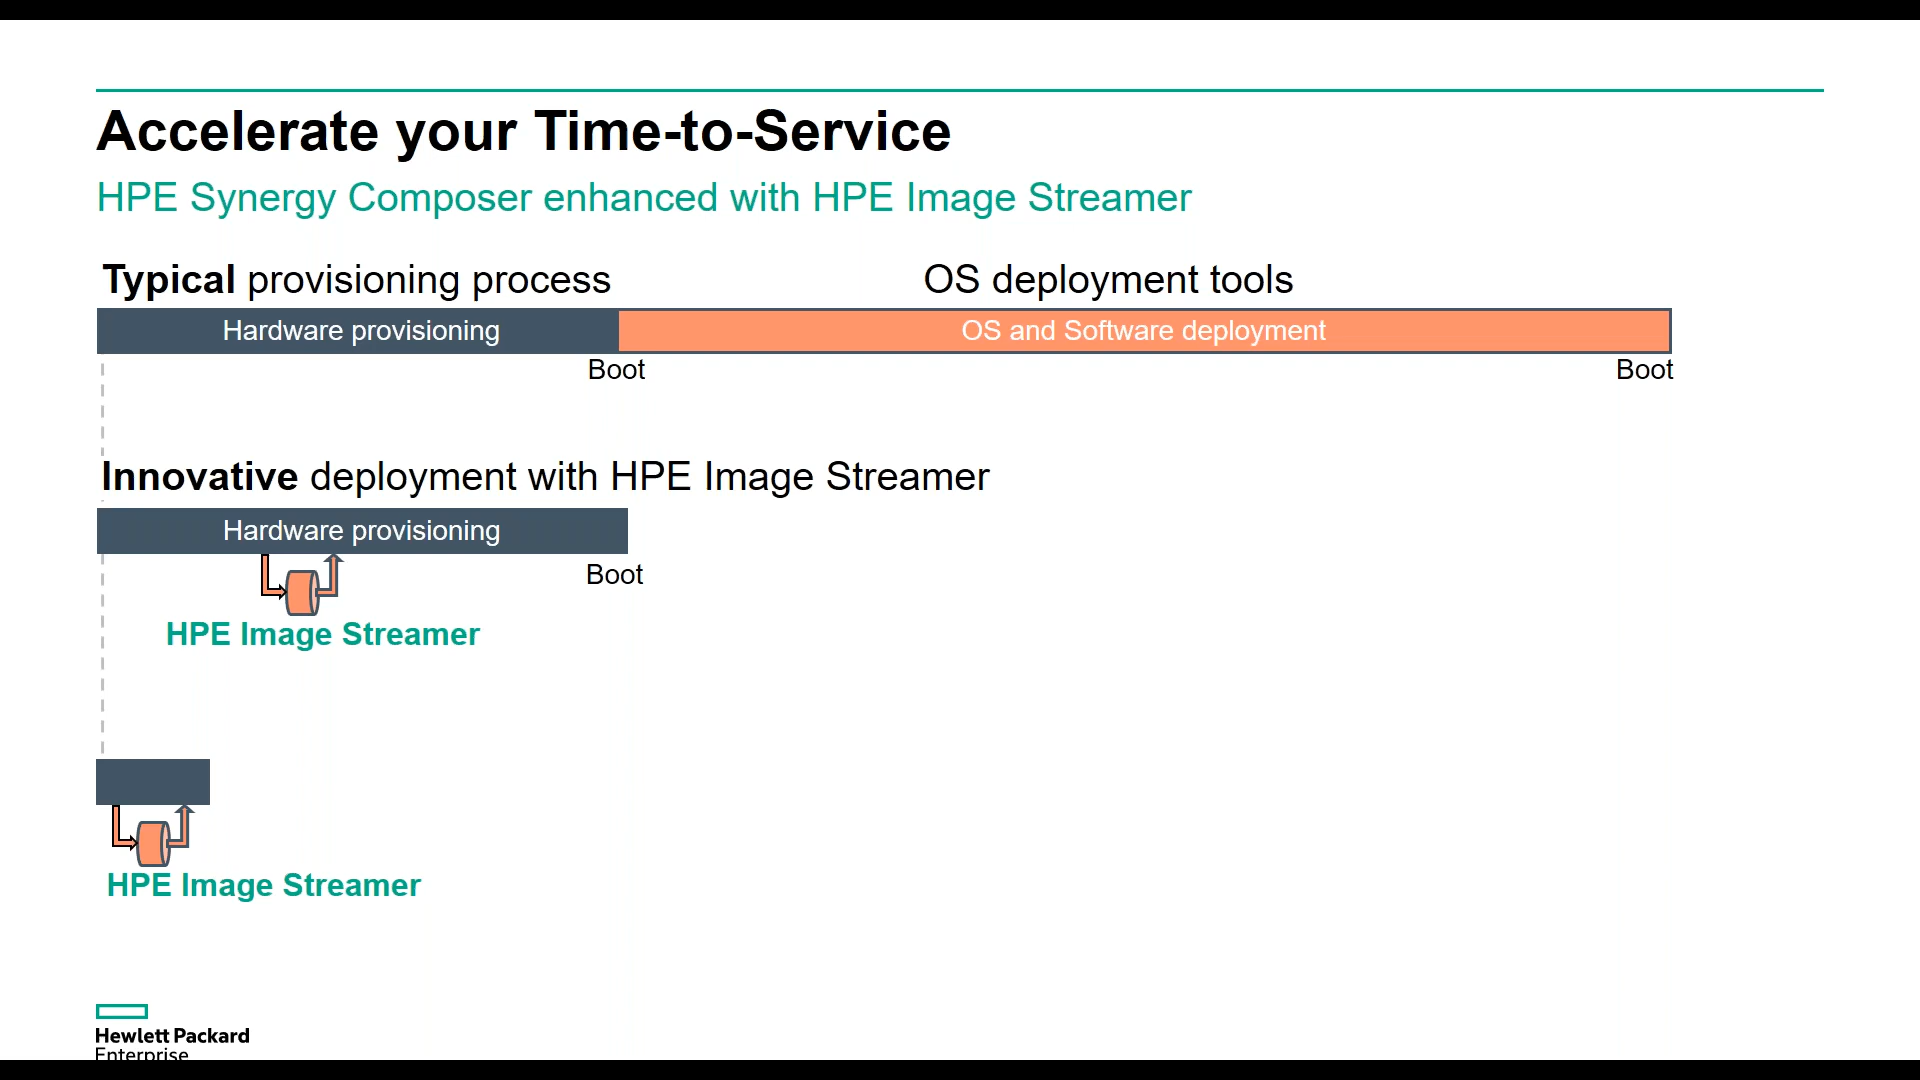 Accelerate your Time-to-Service
HPE Synergy Composer enhanced with HPE Image Streamer
Typical provisioning process
OS deployment tools
Hardware provisioning
OS and Software deployment
Boot
Boot
Innovative deployment with HPE Image Streamer
Hardware provisioning
Boot
HPE Image Streamer
HPE Image Streamer
Hewlett Packard
Enterprise